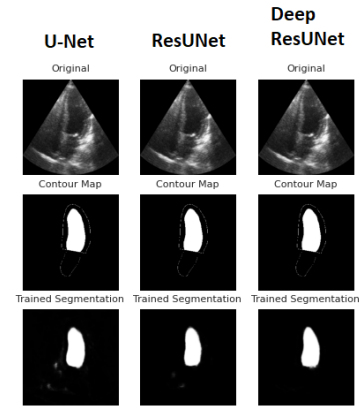 U-Net ResUNet Deep ResUNet
Original Original Original
Contour Map Contour Map Contour Map
Trained Segmentation Trained Segmentation Trained Segmentation